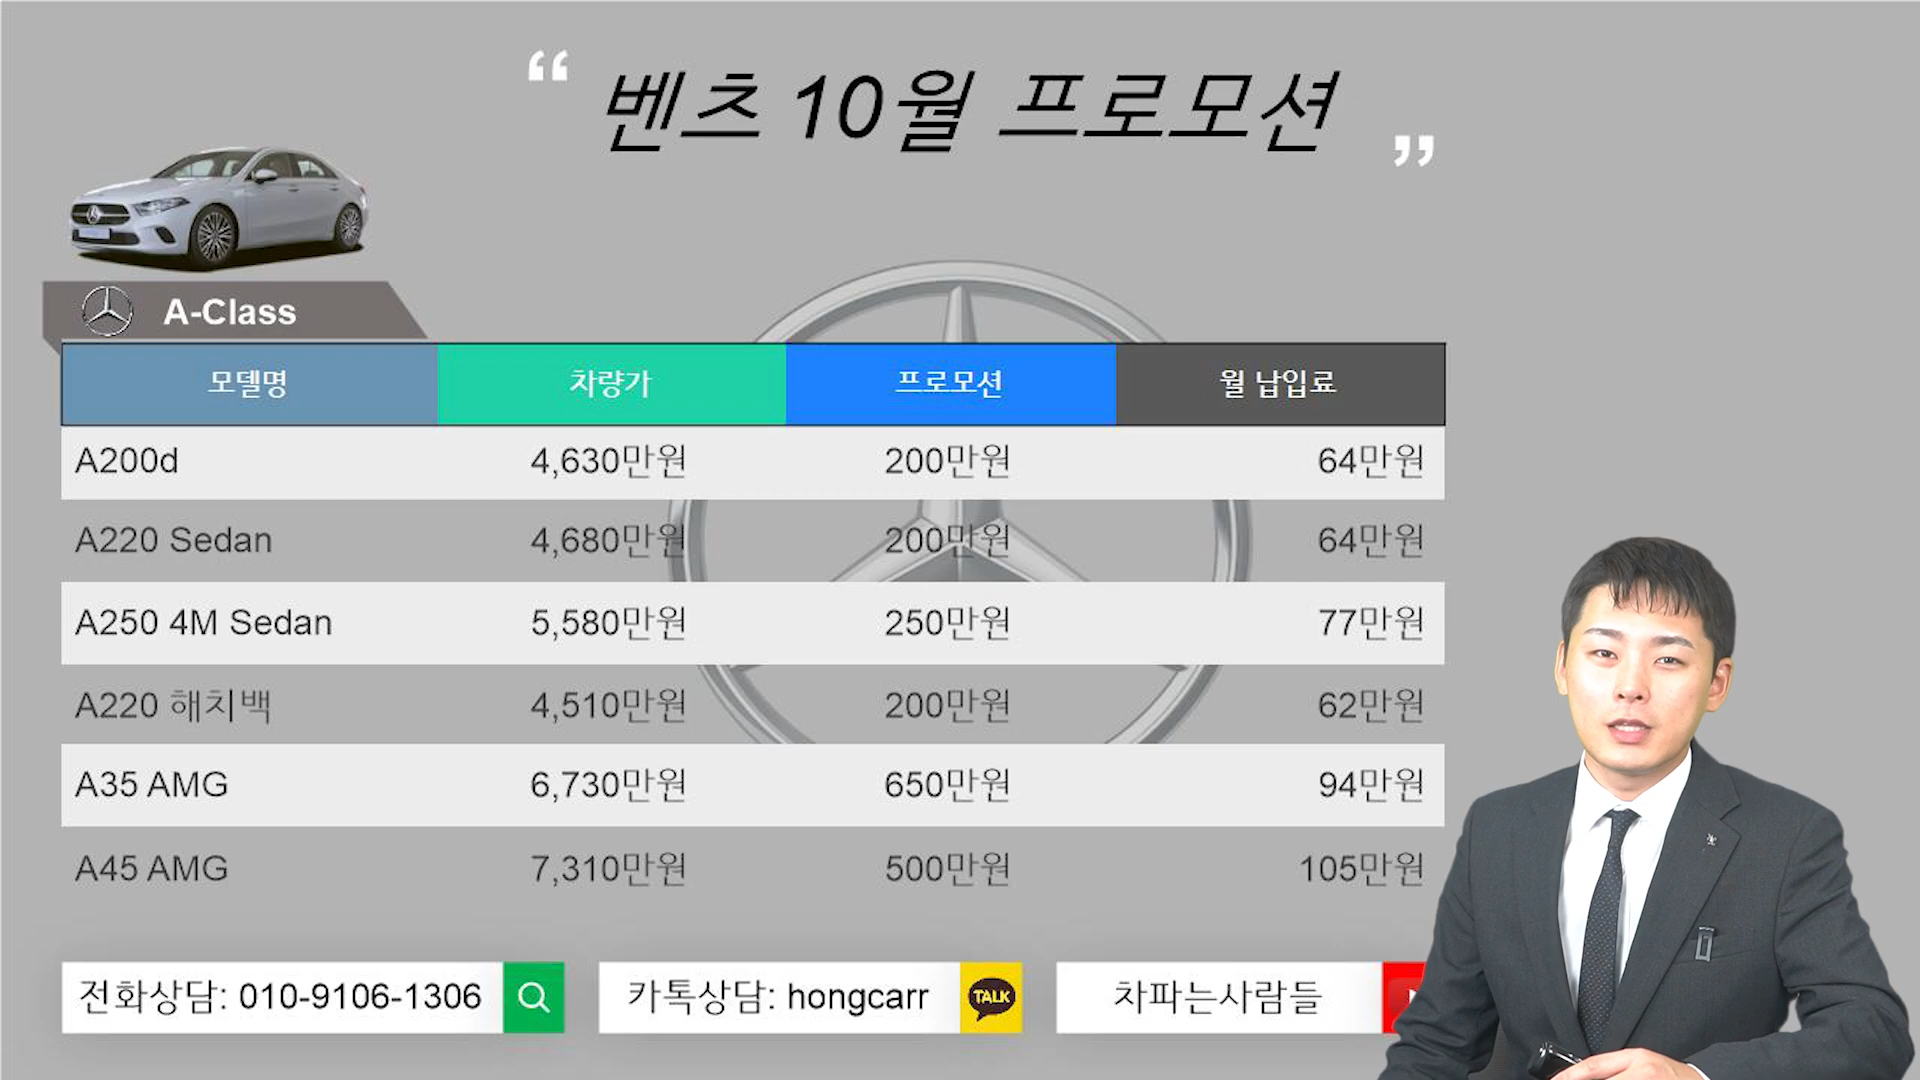 “ 벤츠 10월 프로모션 ”
A-Class
모델명 차량가 프로모션 월 납입료
A200d 4,630만원 200만원 64만원
A220 Sedan 4,680만원 200만원 64만원
A250 4M Sedan 5,580만원 250만원 77만원
A220 해치백 4,510만원 200만원 62만원
A35 AMG 6,730만원 650만원 94만원
A45 AMG 7,310만원 500만원 105만원
전화상담: 010-9106-1306 카톡상담: hongcarr TALK 차파는사람들